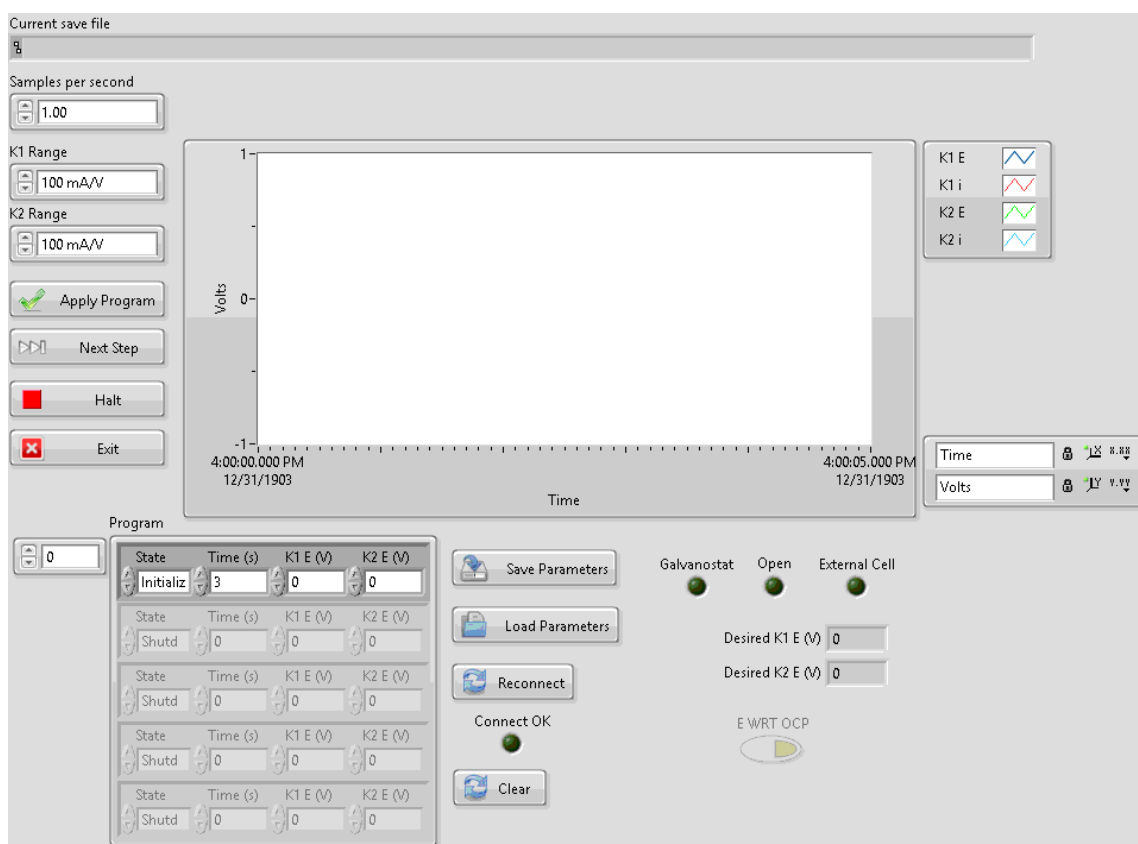 Current save file
Samples per second
1.00
K1 Range
100 mA/V
K2 Range
100 mA/V
Apply Program
Next Step
Halt
Exit
1
Volts
0
-1
4:00:00.000 PM
12/31/1903
4:00:05.000 PM
12/31/1903
Time
K1 E
K1 i
K2 E
K2 i
Time
Volts
Program
0
State Time (s) K1 E (V) K2 E (V)
Initializ 3 0 0
State Time (s) K1 E (V) K2 E (V)
Shutd 0 0 0
State Time (s) K1 E (V) K2 E (V)
Shutd 0 0 0
State Time (s) K1 E (V) K2 E (V)
Shutd 0 0 0
State Time (s) K1 E (V) K2 E (V)
Shutd 0 0 0
Save Parameters
Load Parameters
Reconnect
Connect OK
Clear
Galvanostat Open External Cell
Desired K1 E (V) 0
Desired K2 E (V) 0
E WRT OCP